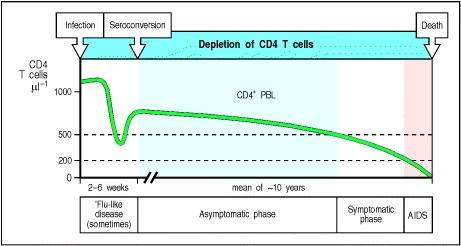 Infection
Seroconversion
Death
Depletion of CD4 T cells
CD4
T cells
µl⁻¹
CD4⁺ PBL
1000
500
200
0
2–6 weeks
mean of ~10 years
"Flu-like
disease
(sometimes)
Asymptomatic phase
Symptomatic
phase
AIDS